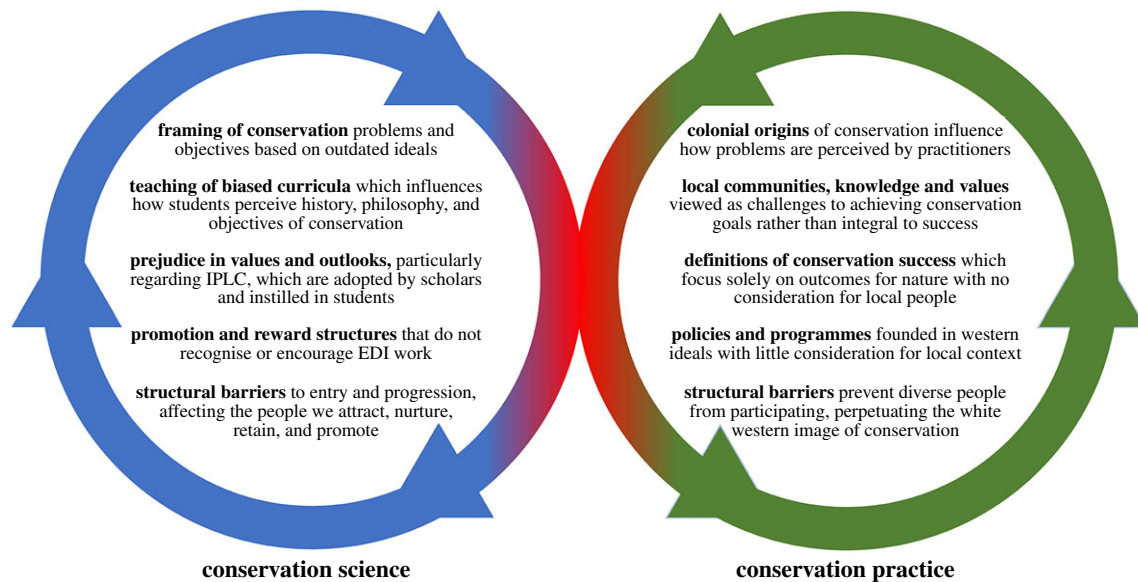 framing of conservation problems and
objectives based on outdated ideals
teaching of biased curricula which influences
how students perceive history, philosophy, and
objectives of conservation
prejudice in values and outlooks, particularly
regarding IPLC, which are adopted by scholars
and instilled in students
promotion and reward structures that do not
recognise or encourage EDI work
structural barriers to entry and progression,
affecting the people we attract, nurture,
retain, and promote
conservation science
colonial origins of conservation influence
how problems are perceived by practitioners
local communities, knowledge and values
viewed as challenges to achieving conservation
goals rather than integral to success
definitions of conservation success which
focus solely on outcomes for nature with no
consideration for local people
policies and programmes founded in western
ideals with little consideration for local context
structural barriers prevent diverse people
from participating, perpetuating the white
western image of conservation
conservation practice